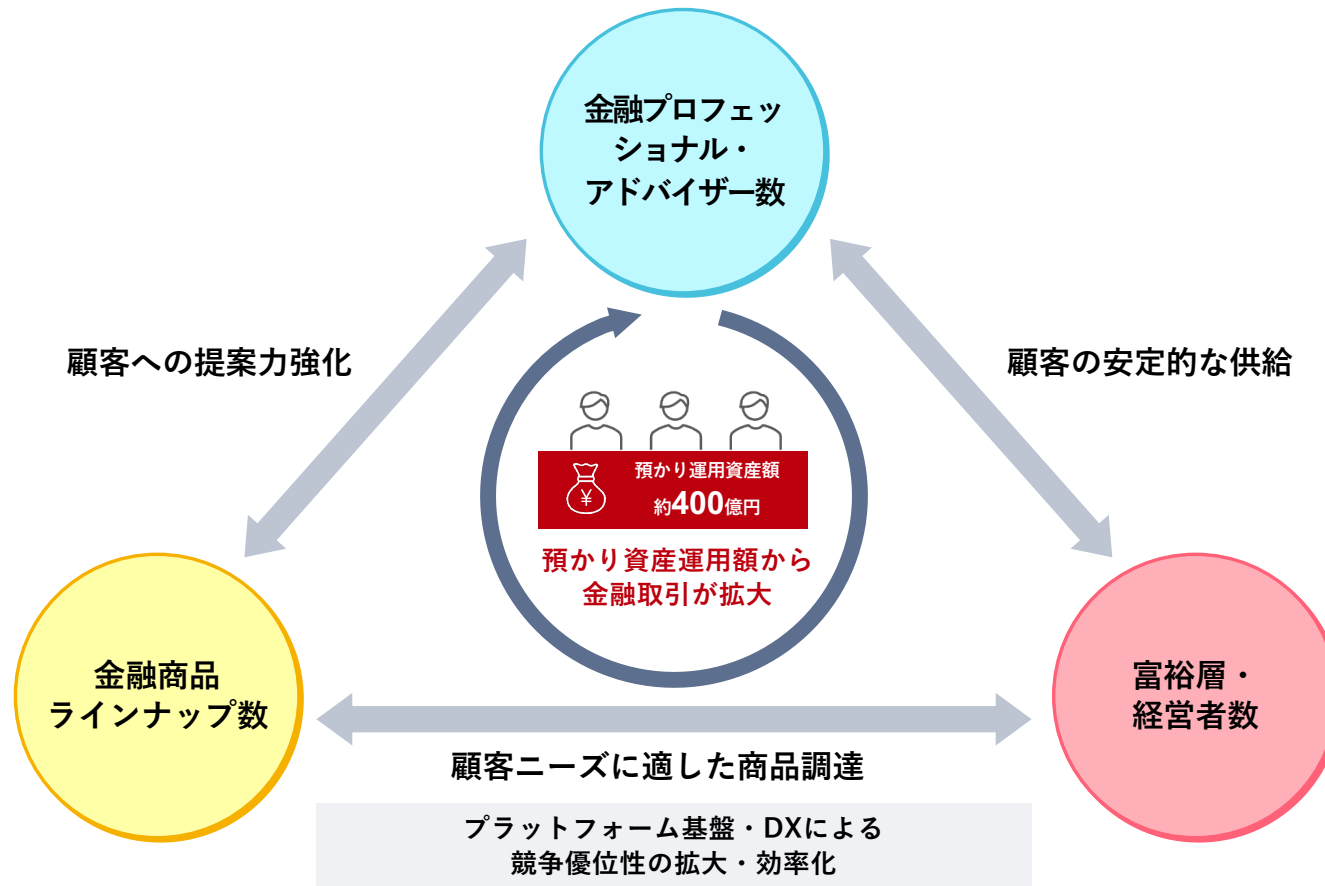 金融プロフェッ
ショナル・
アドバイザー数
顧客への提案力強化
顧客の安定的な供給
¥
預かり運用資産額
約400億円
預かり資産運用額から
金融取引が拡大
金融商品
ラインナップ数
富裕層・
経営者数
顧客ニーズに適した商品調達
プラットフォーム基盤・DXによる
競争優位性の拡大・効率化